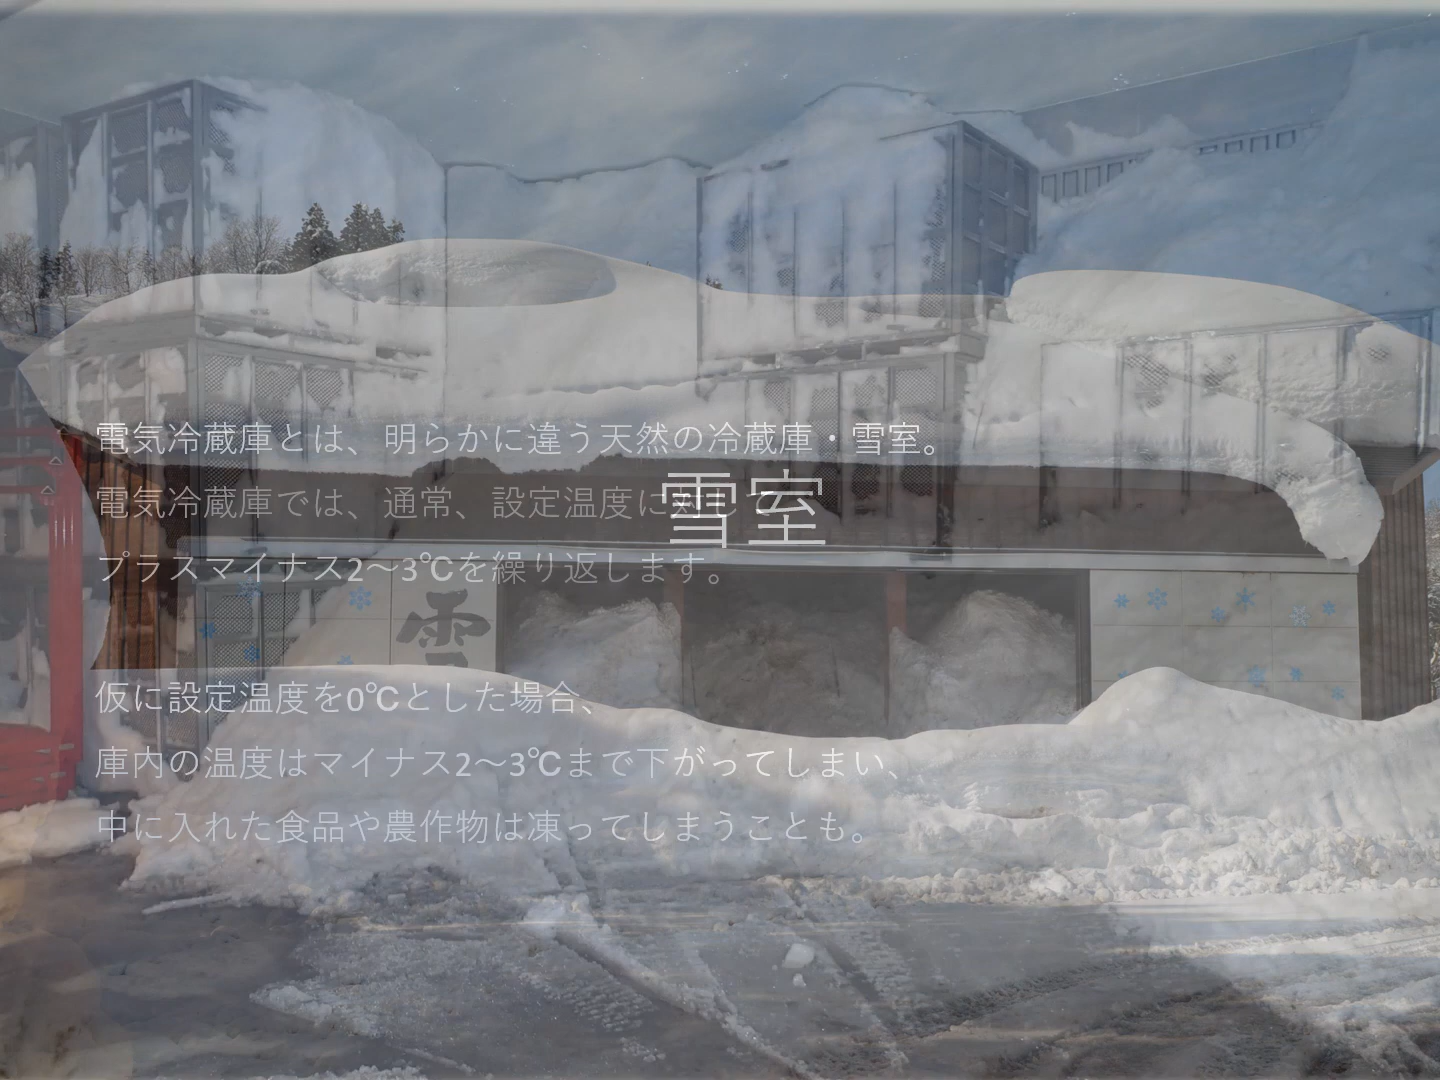 電気冷蔵庫とは、明らかに違う天然の冷蔵庫・雪室。
雪室
電気冷蔵庫では、通常、設定温度に対して
プラスマイナス2〜3℃を繰り返します。
雪
仮に設定温度を0℃とした場合、
庫内の温度はマイナス2〜3℃まで下がってしまい、
中に入れた食品や農作物は凍ってしまうことも。